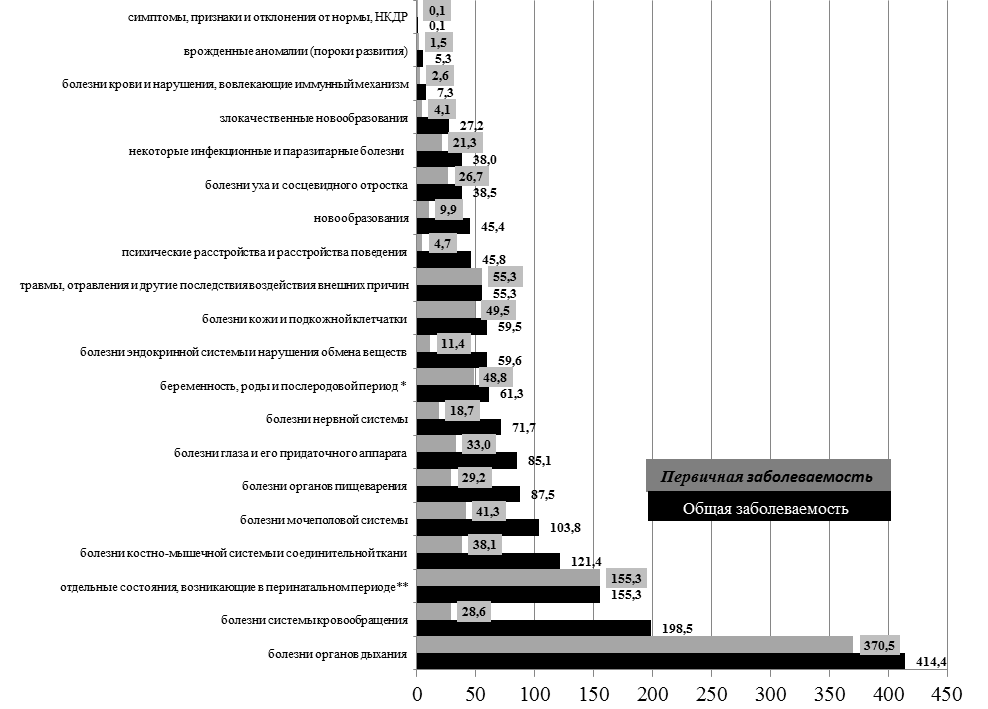 симптомы, признаки и отклонения от нормы, НКДР
0,1
0,1
врожденные аномалии (пороки развития)
1,5
5,3
болезни крови и нарушения, вовлекающие иммунный механизм
2,6
7,3
злокачественные новообразования
4,1
27,2
некоторые инфекционные и паразитарные болезни
21,3
38,0
болезни уха и сосцевидного отростка
26,7
38,5
новообразования
9,9
45,4
психические расстройства и расстройства поведения
4,7
45,8
травмы, отравления и другие последствия воздействия внешних причин
55,3
55,3
болезни кожи и подкожной клетчатки
49,5
59,5
болезни эндокринной системы и нарушения обмена веществ
11,4
59,6
беременность, роды и послеродовой период *
48,8
61,3
болезни нервной системы
18,7
71,7
болезни глаза и его придаточного аппарата
33,0
85,1
болезни органов пищеварения
29,2
87,5
болезни мочеполовой системы
41,3
103,8
болезни костно-мышечной системы и соединительной ткани
38,1
121,4
отдельные состояния, возникающие в перинатальном периоде **
155,3
155,3
болезни системы кровообращения
28,6
198,5
болезни органов дыхания
370,5
414,4
Первичная заболеваемость
Общая заболеваемость
0 50 100 150 200 250 300 350 400 450